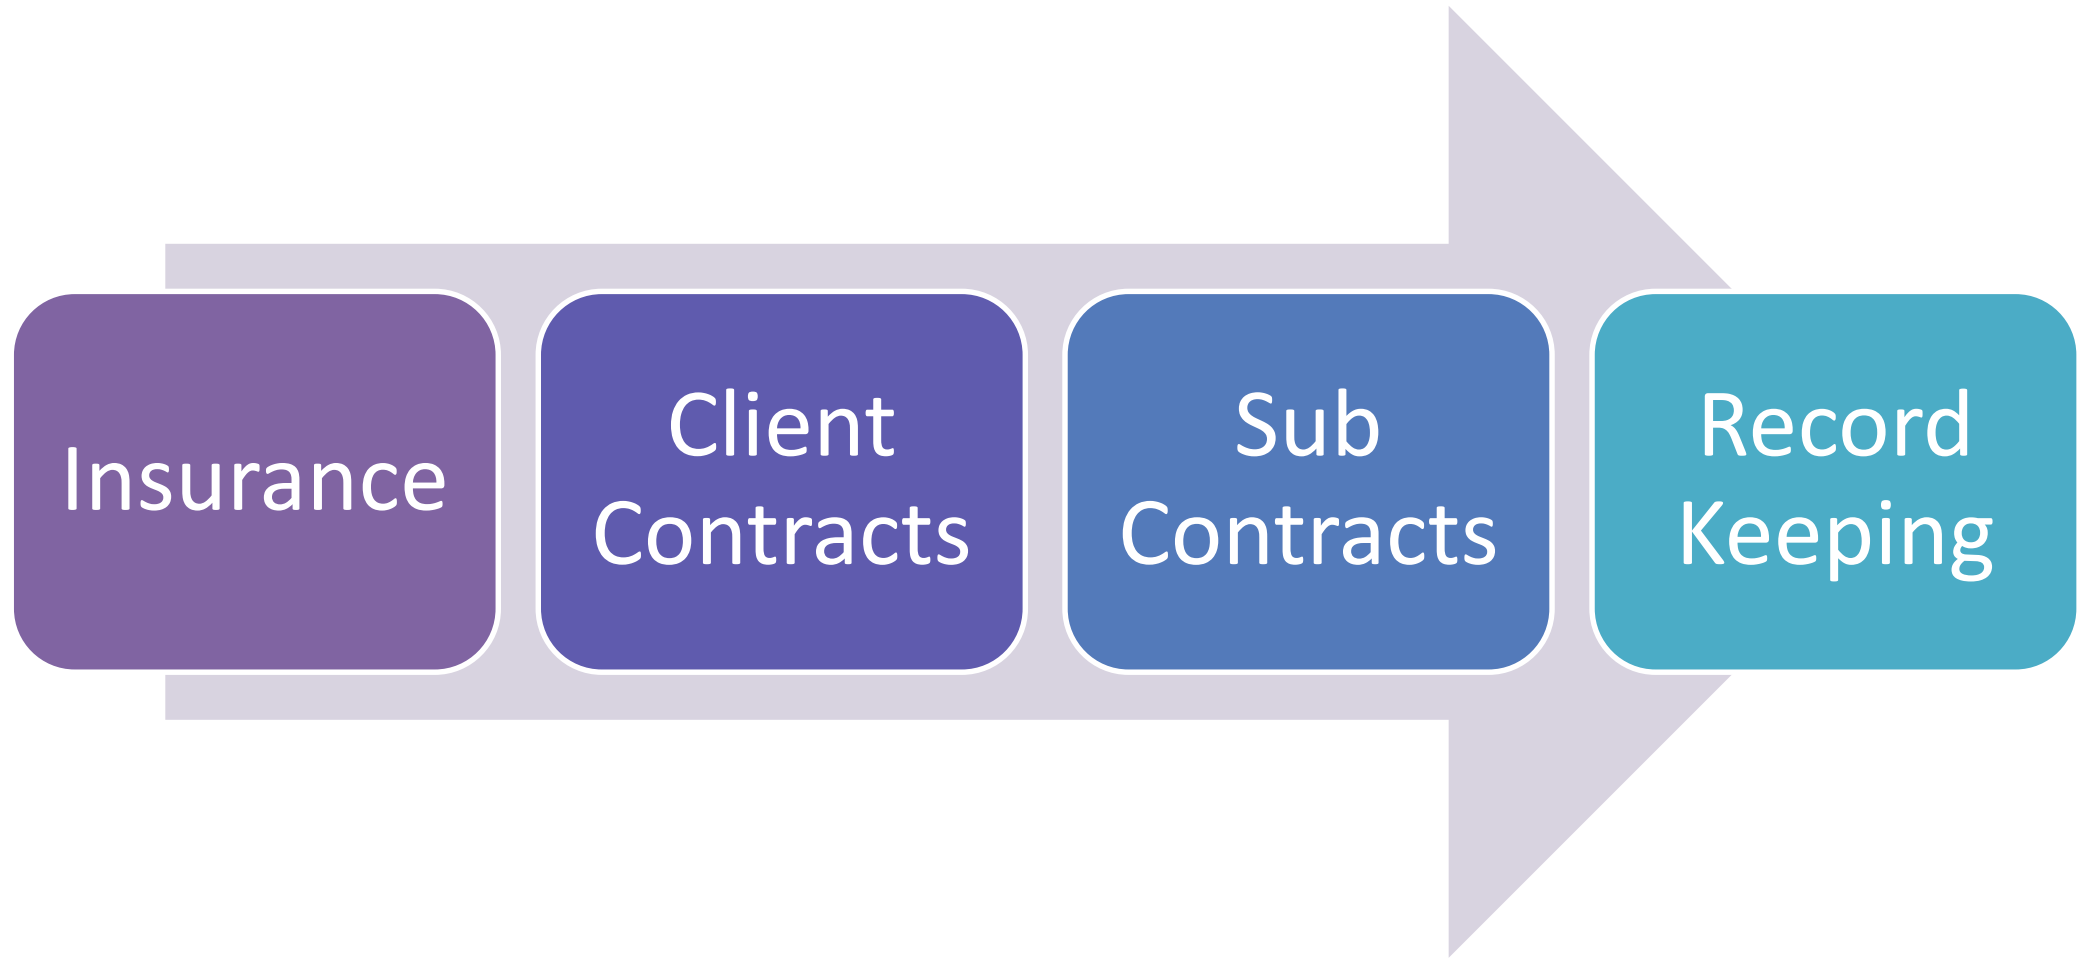 Insurance
Client
Contracts
Sub
Contracts
Record
Keeping